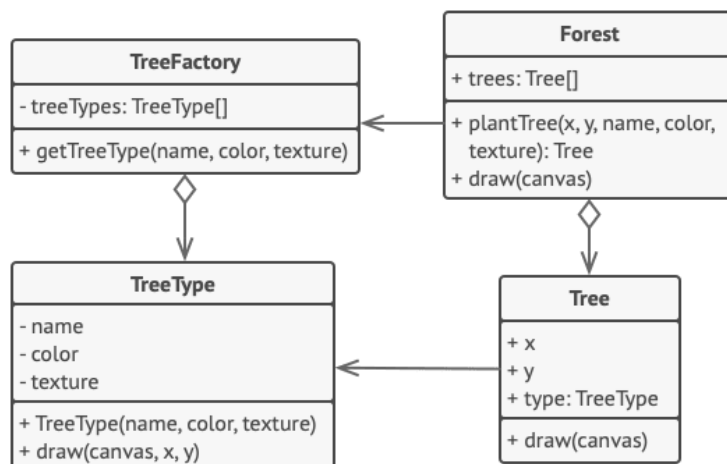 TreeFactory
- treeTypes: TreeType[]
+ getTreeType(name, color, texture)
Forest
+ trees: Tree[]
+ plantTree(x, y, name, color,
texture): Tree
+ draw(canvas)
TreeType
- name
- color
- texture
+ TreeType(name, color, texture)
+ draw(canvas, x, y)
Tree
+ x
+ y
+ type: TreeType
+ draw(canvas)